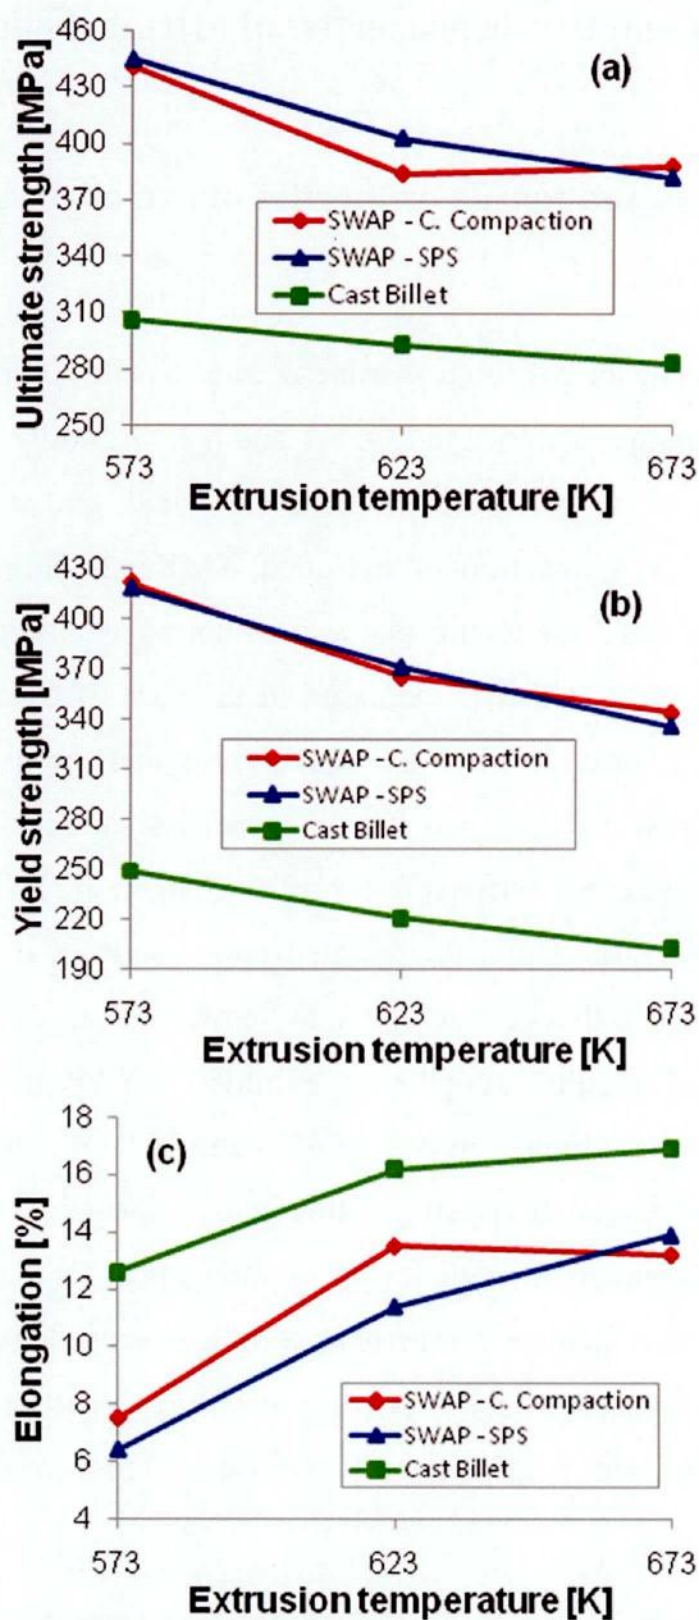 Ultimate strength [MPa]
460
430
400
370
340
310
280
250
(a)
SWAP - C. Compaction
SWAP - SPS
Cast Billet
573 623 673
Extrusion temperature [K]
Yield strength [MPa]
430
400
370
340
310
280
250
220
190
(b)
SWAP - C. Compaction
SWAP - SPS
Cast Billet
573 623 673
Extrusion temperature [K]
Elongation [%]
18
16
14
12
10
8
6
4
(c)
SWAP - C. Compaction
SWAP - SPS
Cast Billet
573 623 673
Extrusion temperature [K]